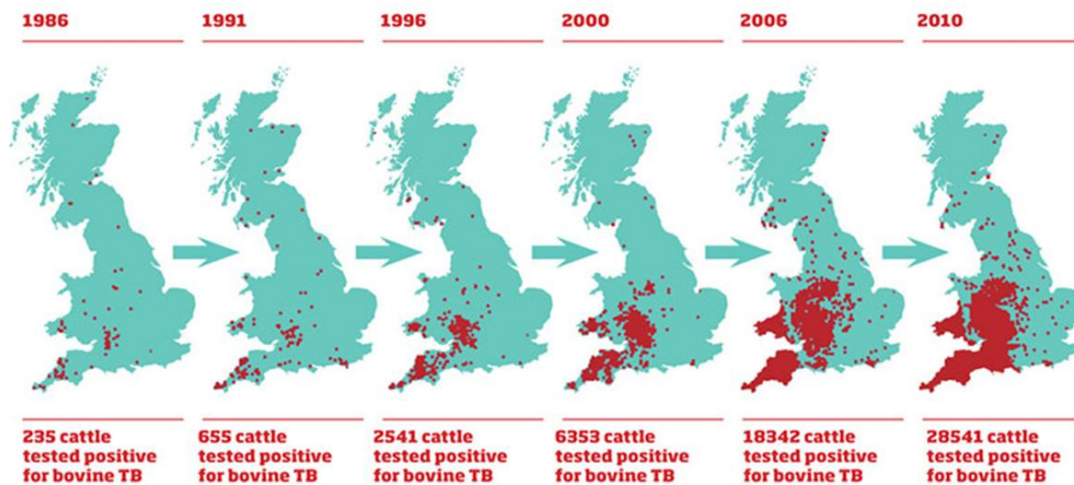 1986
1991
1996
2000
2006
2010
235 cattle
tested positive
for bovine TB
655 cattle
tested positive
for bovine TB
2541 cattle
tested positive
for bovine TB
6353 cattle
tested positive
for bovine TB
18342 cattle
tested positive
for bovine TB
28541 cattle
tested positive
for bovine TB